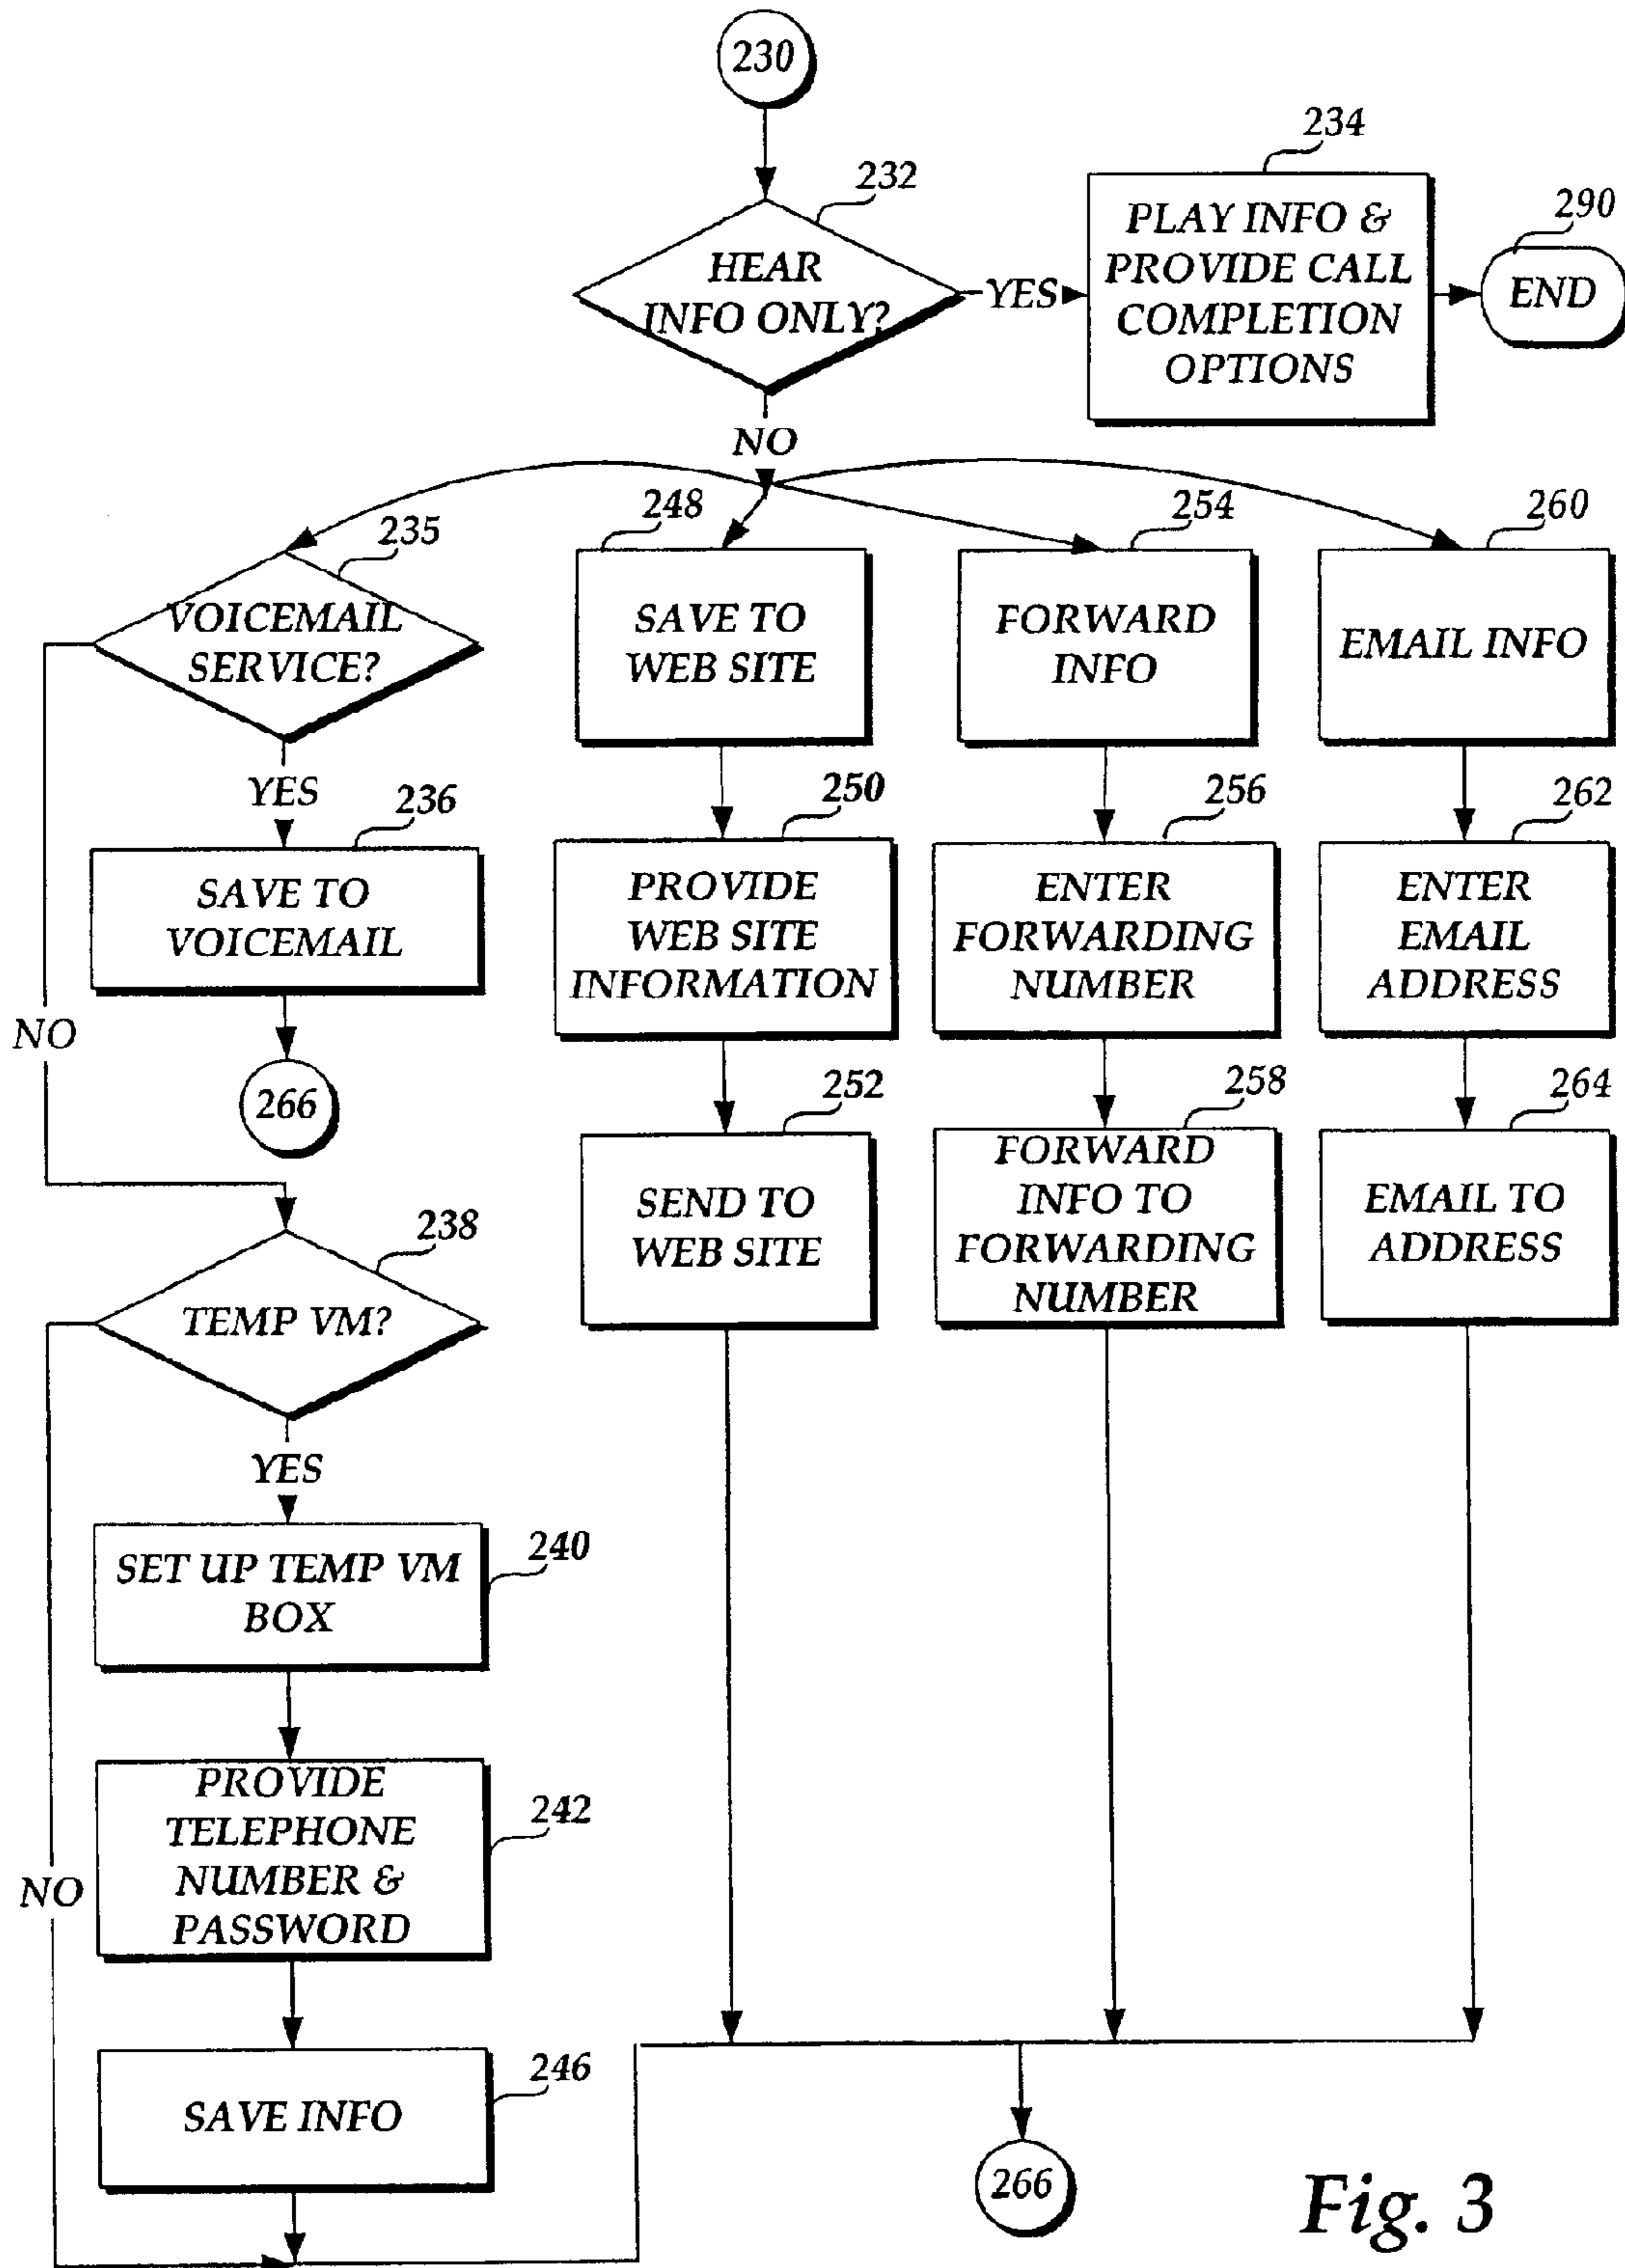 230
232
HEAR
INFO ONLY?
YES
234
PLAY INFO &
PROVIDE CALL
COMPLETION
OPTIONS
290
END
NO
235
VOICEMAIL
SERVICE?
YES
236
SAVE TO
VOICEMAIL
266
NO
238
TEMP VM?
YES
240
SET UP TEMP VM
BOX
242
PROVIDE
TELEPHONE
NUMBER &
PASSWORD
NO
246
SAVE INFO
248
SAVE TO
WEB SITE
250
PROVIDE
WEB SITE
INFORMATION
252
SEND TO
WEB SITE
254
FORWARD
INFO
256
ENTER
FORWARDING
NUMBER
258
FORWARD
INFO TO
FORWARDING
NUMBER
260
EMAIL INFO
262
ENTER
EMAIL
ADDRESS
264
EMAIL TO
ADDRESS
266
Fig. 3